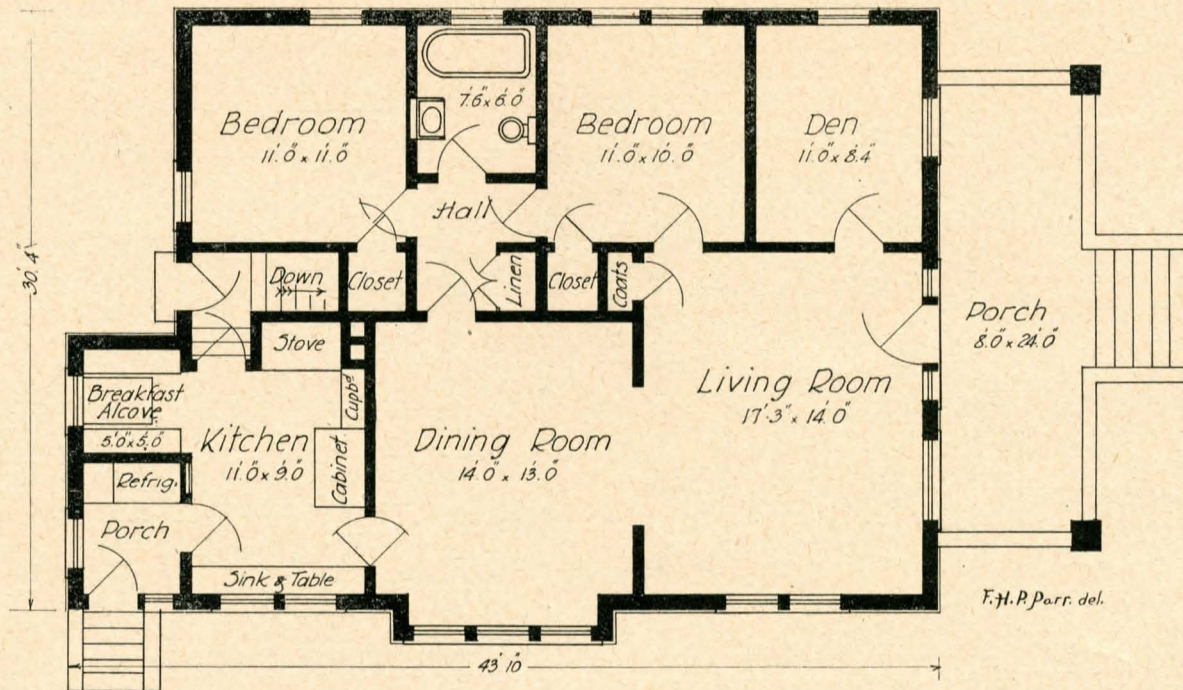 7'.6" x 6'.0"
Bedroom
11'.0" x 11'.0"
Bedroom
11'.0" x 10'.0"
Den
11'.0" x 8'.4"
Hall
30'.4"
Down
Closet
Linen
Closet
Coats
Porch
8'.0" x 24'.0"
Stove
Breakfast
Alcove
5'.0" x 5'.0"
Cupb'd
Kitchen
11'.0" x 9'.0"
Cabinet
Dining Room
14'.0" x 13'.0"
Living Room
17'-3" x 14'.0"
Refrig.
Porch
Sink & Table
F.H.P. Parr. del.
43'.10"